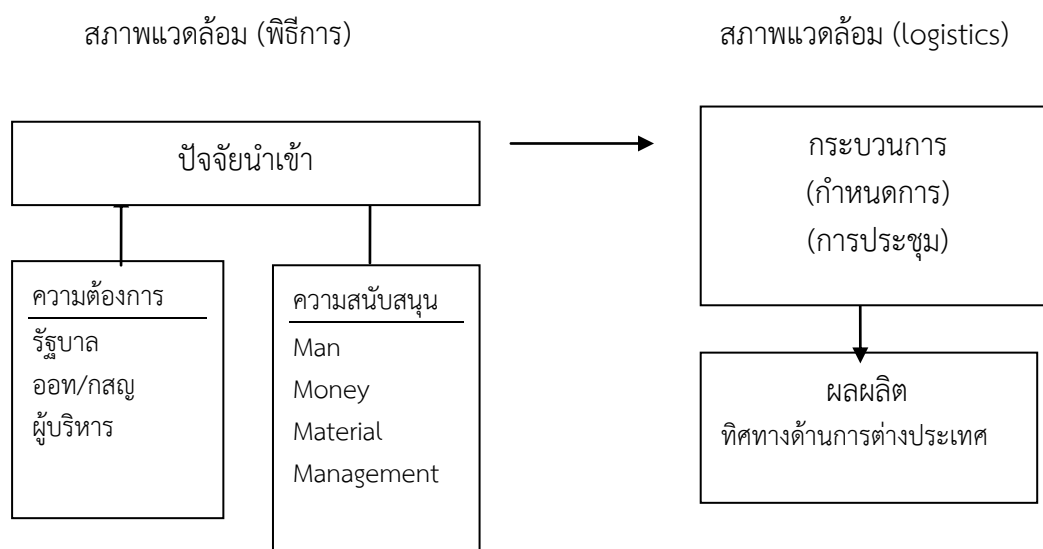 สภาพแวดล้อม (พิธีการ)
สภาพแวดล้อม (logistics)
ปัจจัยนำเข้า
ความต้องการ
รัฐบาล
ออท/กสญ
ผู้บริหาร
ความสนับสนุน
Man
Money
Material
Management
กระบวนการ
(กำหนดการ)
(การประชุม)
ผลผลิต
ทิศทางด้านการต่างประเทศ